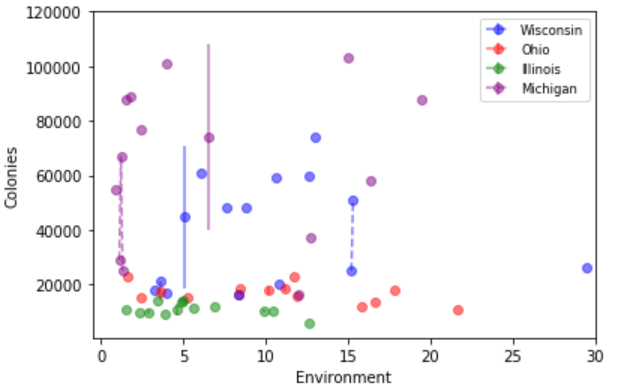 120000
100000
80000
60000
40000
20000
Colonies
0 5 10 15 20 25 30
Environment
Wisconsin
Ohio
Illinois
Michigan